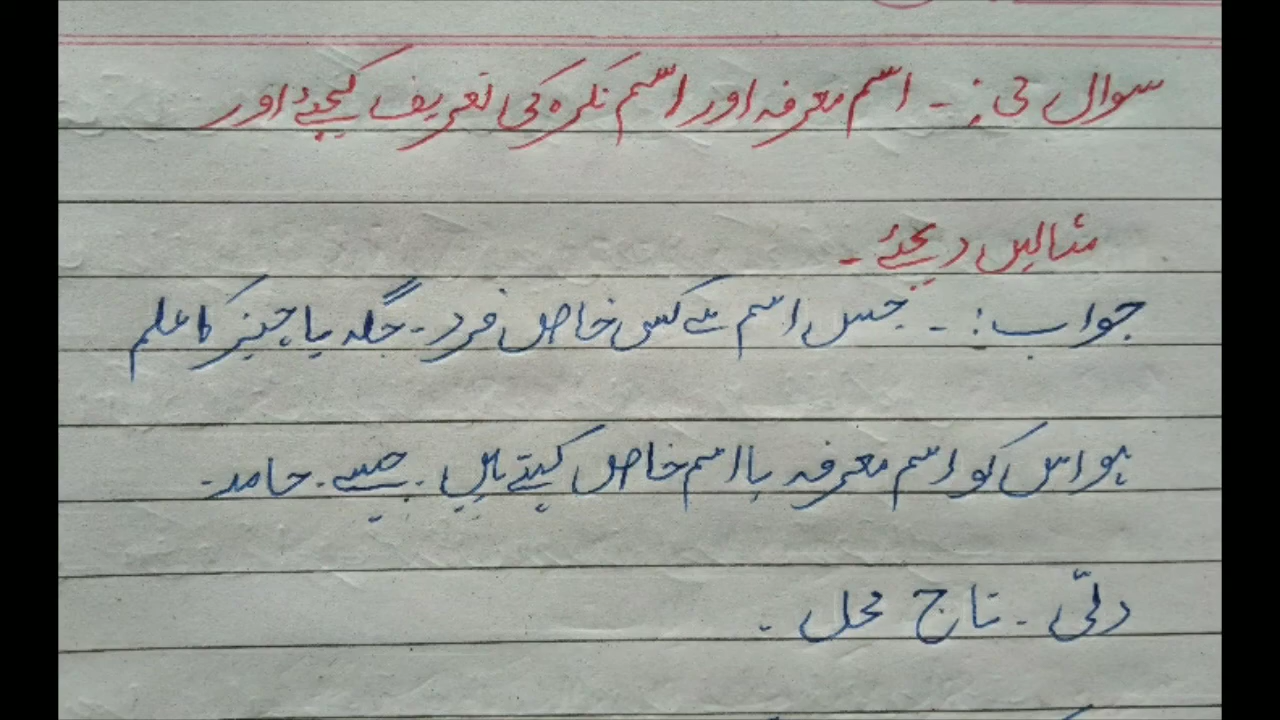 سوال ۲:۔ اسم معرفہ اور اسم نکرہ کی تعریف کیجئے اور
مثالیں دیجئے۔
جواب:۔ جس اسم سے کسی خاص فرد۔ جگہ یا چیز کا علم
ہو اس کو اسم معرفہ یا اسم خاص کہتے ہیں۔ جیسے۔ حامد۔
دلّی۔ تاج محل۔